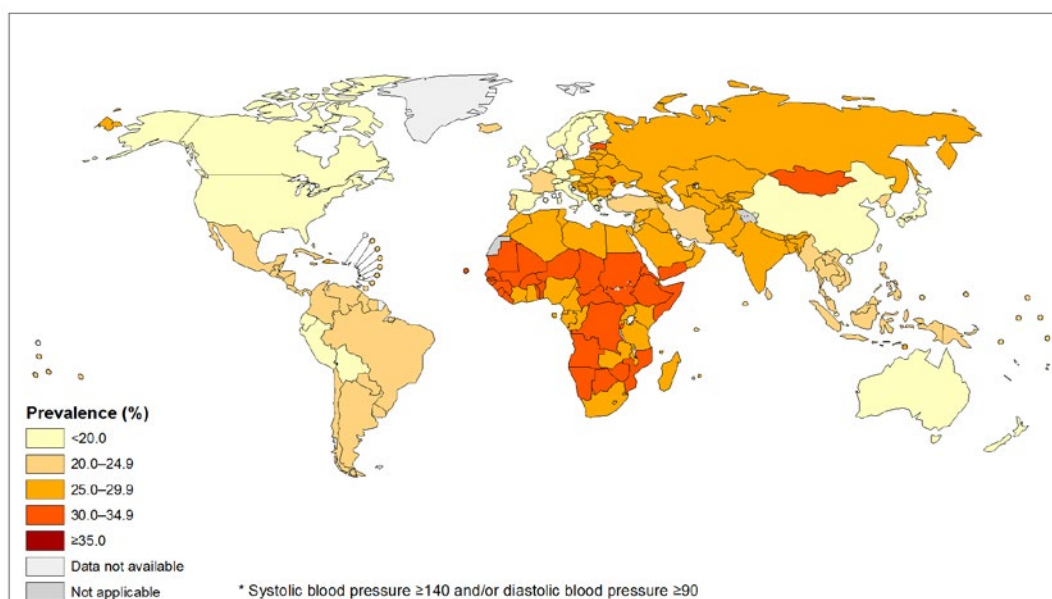 Prevalence (%)
<20.0
20.0–24.9
25.0–29.9
30.0–34.9
≥35.0
Data not available
Not applicable
* Systolic blood pressure ≥140 and/or diastolic blood pressure ≥90